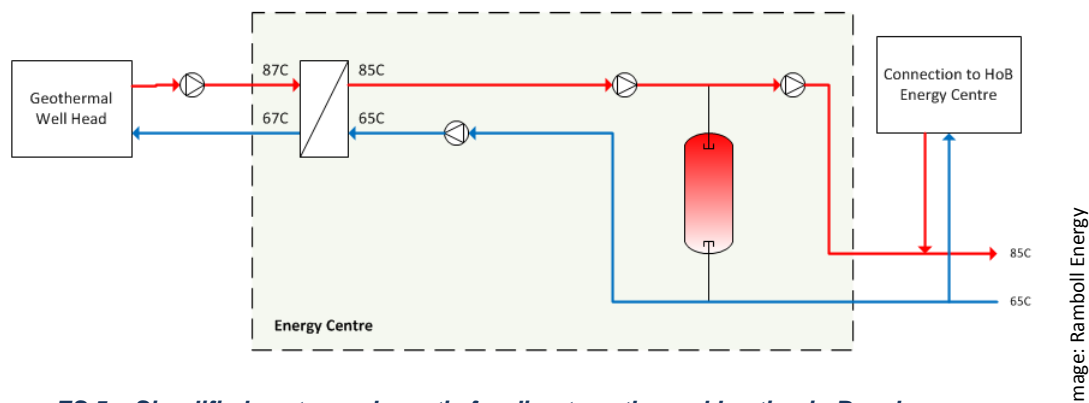 Geothermal
Well Head
87C
85C
67C
65C
Connection to HoB
Energy Centre
85C
65C
Energy Centre
mage: Ramboll Energy